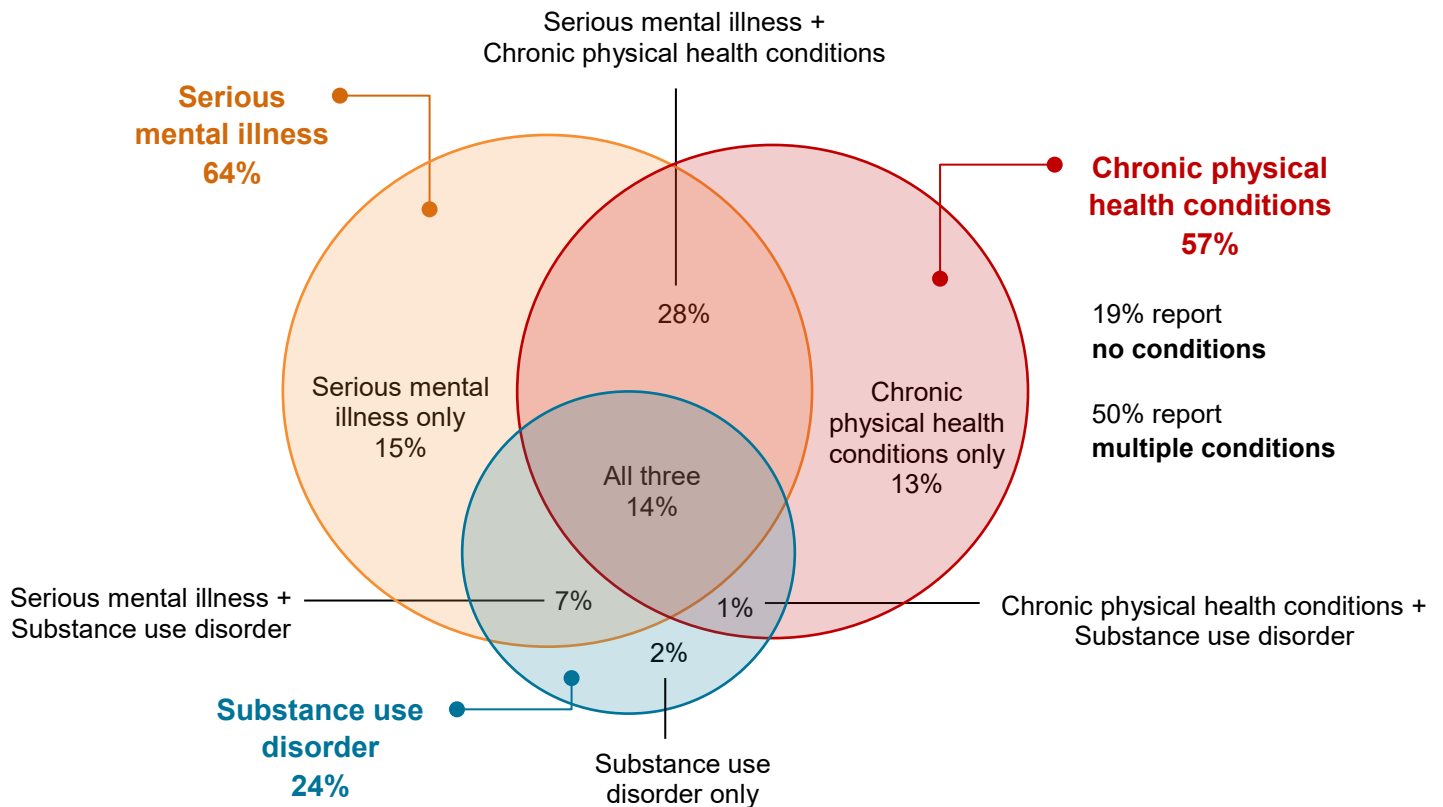 Serious mental illness +
Chronic physical health conditions
Serious
mental illness
64%
Chronic physical
health conditions
57%
28%
19% report
no conditions
50% report
multiple conditions
Serious mental
illness only
15%
Chronic
physical health
conditions only
13%
All three
14%
Serious mental illness +
Substance use disorder
7%
1%
Chronic physical health conditions +
Substance use disorder
2%
Substance use
disorder
24%
Substance use
disorder only